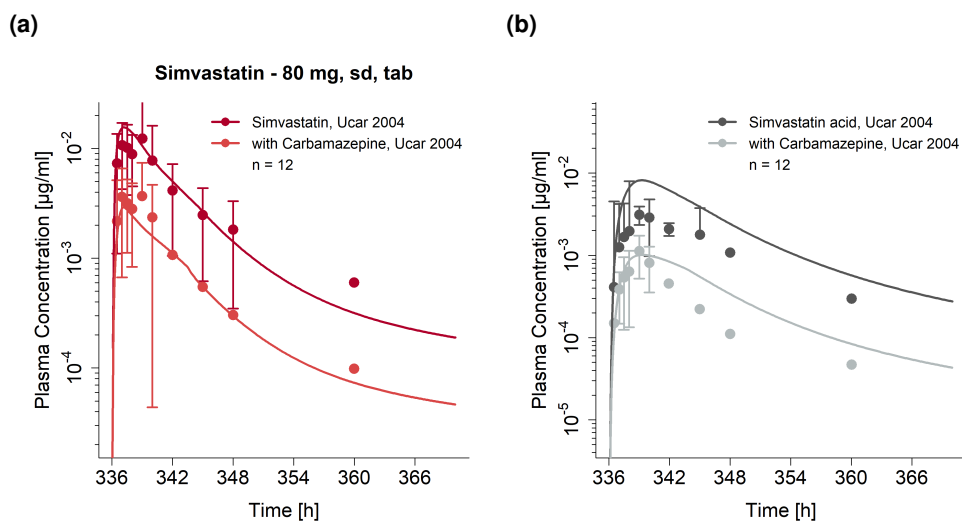 (a)
Simvastatin - 80 mg, sd, tab
Simvastatin, Ucar 2004
with Carbamazepine, Ucar 2004
n = 12
Plasma Concentration [µg/ml]
10⁻²
10⁻³
10⁻⁴
336
342
348
354
360
366
Time [h]
(b)
Simvastatin acid, Ucar 2004
with Carbamazepine, Ucar 2004
n = 12
Plasma Concentration [µg/ml]
10⁻²
10⁻³
10⁻⁴
10⁻⁵
336
342
348
354
360
366
Time [h]